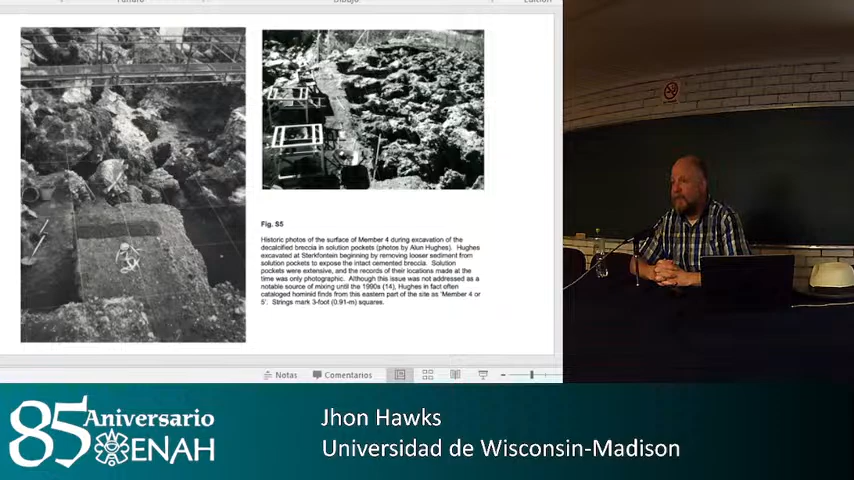 Edición
Fig. S5
Historic photos of the surface of Member 4 during excavation of the
decalcified breccia in solution pockets (photos by Alun Hughes). Hughes
excavated at Sterkfontein beginning by removing looser sediment from
solution pockets to expose the intact cemented breccia. Solution
pockets were extensive, and the records of their locations made at the
time was only photographic. Although this issue was not addressed as a
notable source of mixing until the 1990s (14), Hughes in fact often
cataloged hominid finds from this eastern part of the site as 'Member 4 or
5'. Strings mark 3-foot (0.91-m) squares.
Notas
Comentarios
85 Aniversario
ENAH
Jhon Hawks
Universidad de Wisconsin-Madison